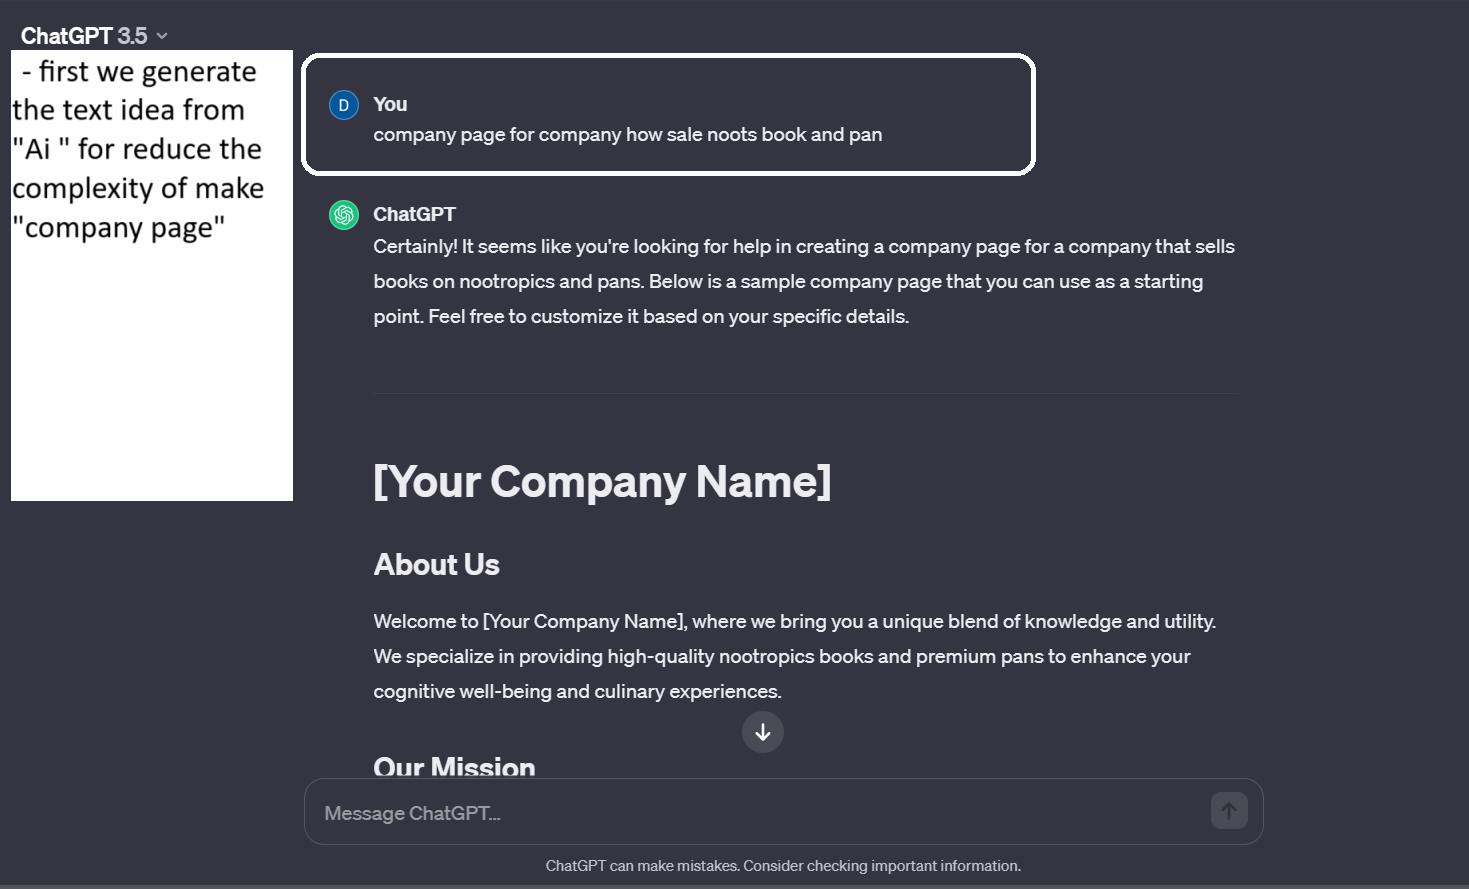 ChatGPT 3.5
- first we generate
the text idea from
"Ai " for reduce the
complexity of make
"company page"
D
You
company page for company how sale noots book and pan
ChatGPT
Certainly! It seems like you're looking for help in creating a company page for a company that sells
books on nootropics and pans. Below is a sample company page that you can use as a starting
point. Feel free to customize it based on your specific details.
[Your Company Name]
About Us
Welcome to [Your Company Name], where we bring you a unique blend of knowledge and utility.
We specialize in providing high-quality nootropics books and premium pans to enhance your
cognitive well-being and culinary experiences.
Our Mission
Message ChatGPT...
ChatGPT can make mistakes. Consider checking important information.